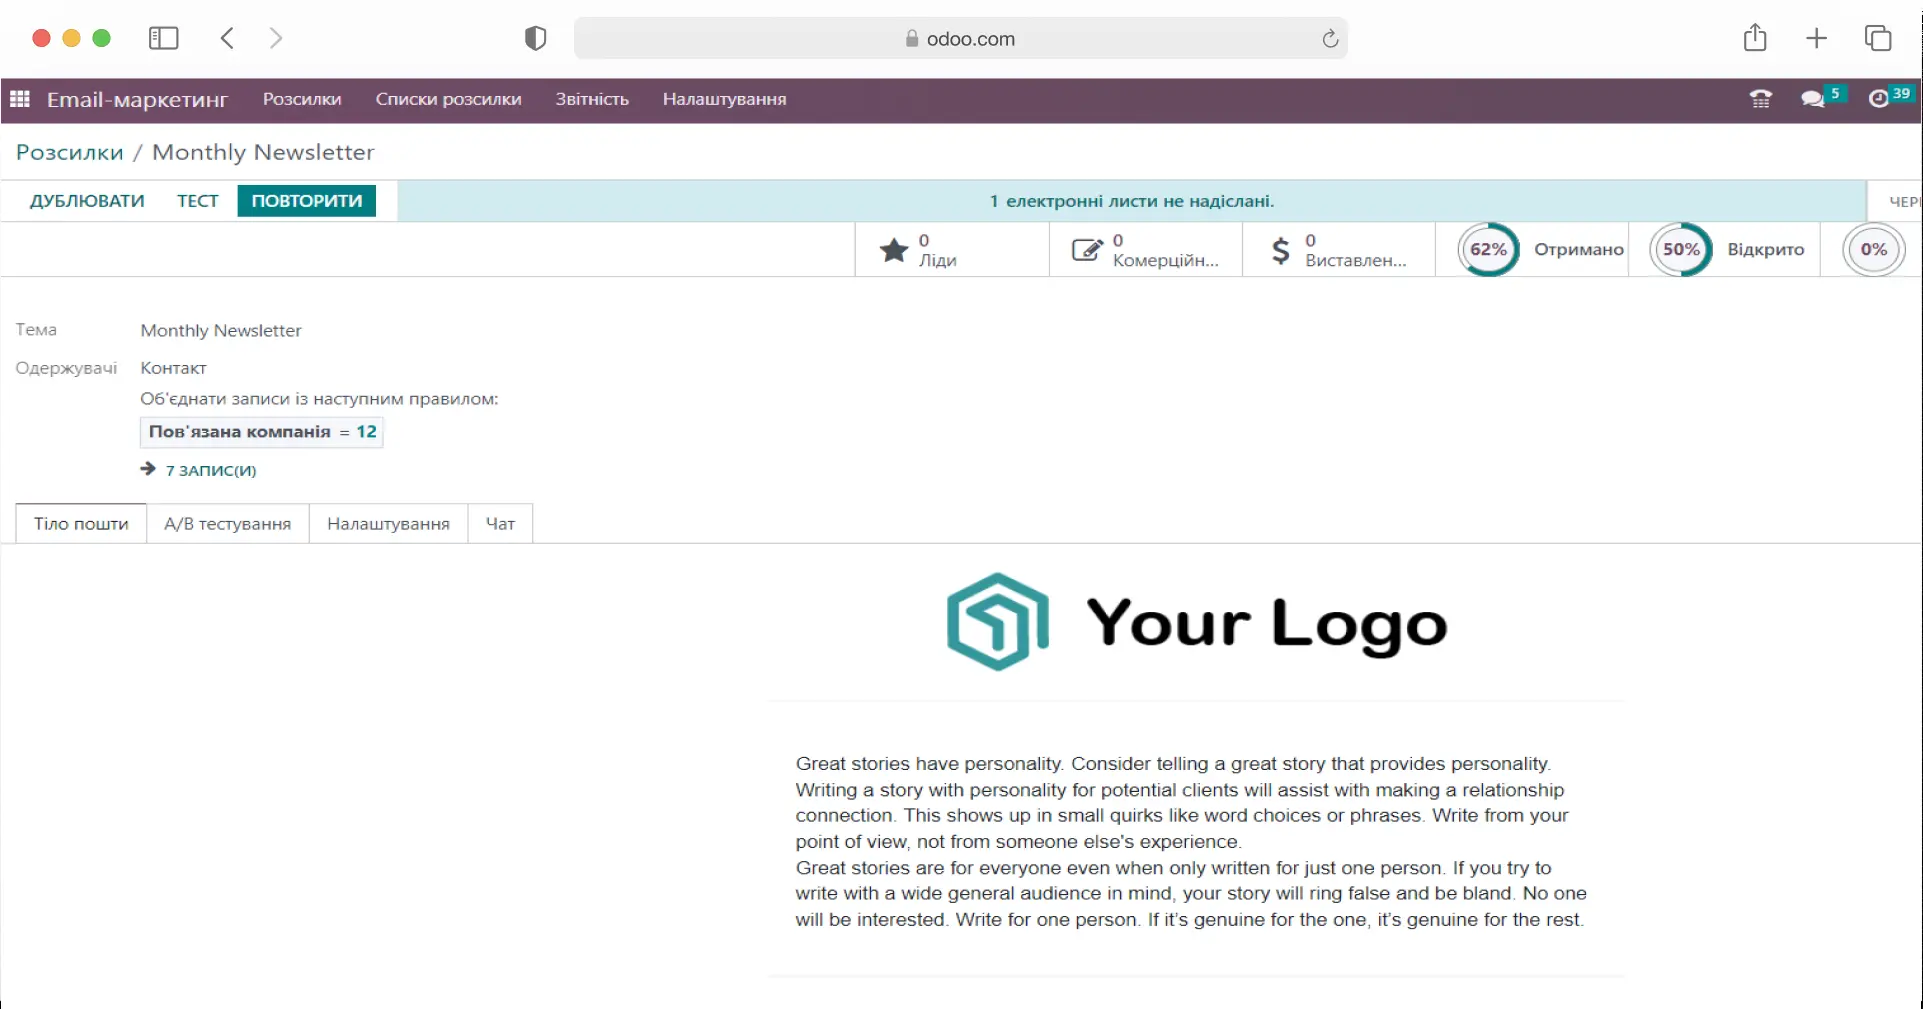 odoo.com
Email-маркетинг Розсилки Списки розсилки Звітність Налаштування 5 39
Розсилки / Monthly Newsletter
ДУБЛЮВАТИ ТЕСТ ПОВТОРИТИ 1 електронні листи не надіслані. ЧЕР
0 Ліди 0 Комерційн... 0 Виставлен... 62% Отримано 50% Відкрито 0%
Тема Monthly Newsletter
Одержувачі Контакт
Об'єднати записи із наступним правилом:
Пов'язана компанія = 12
7 ЗАПИС(И)
Тіло пошти A/B тестування Налаштування Чат
Your Logo
Great stories have personality. Consider telling a great story that provides personality.
Writing a story with personality for potential clients will assist with making a relationship
connection. This shows up in small quirks like word choices or phrases. Write from your
point of view, not from someone else's experience.
Great stories are for everyone even when only written for just one person. If you try to
write with a wide general audience in mind, your story will ring false and be bland. No one
will be interested. Write for one person. If it’s genuine for the one, it’s genuine for the rest.